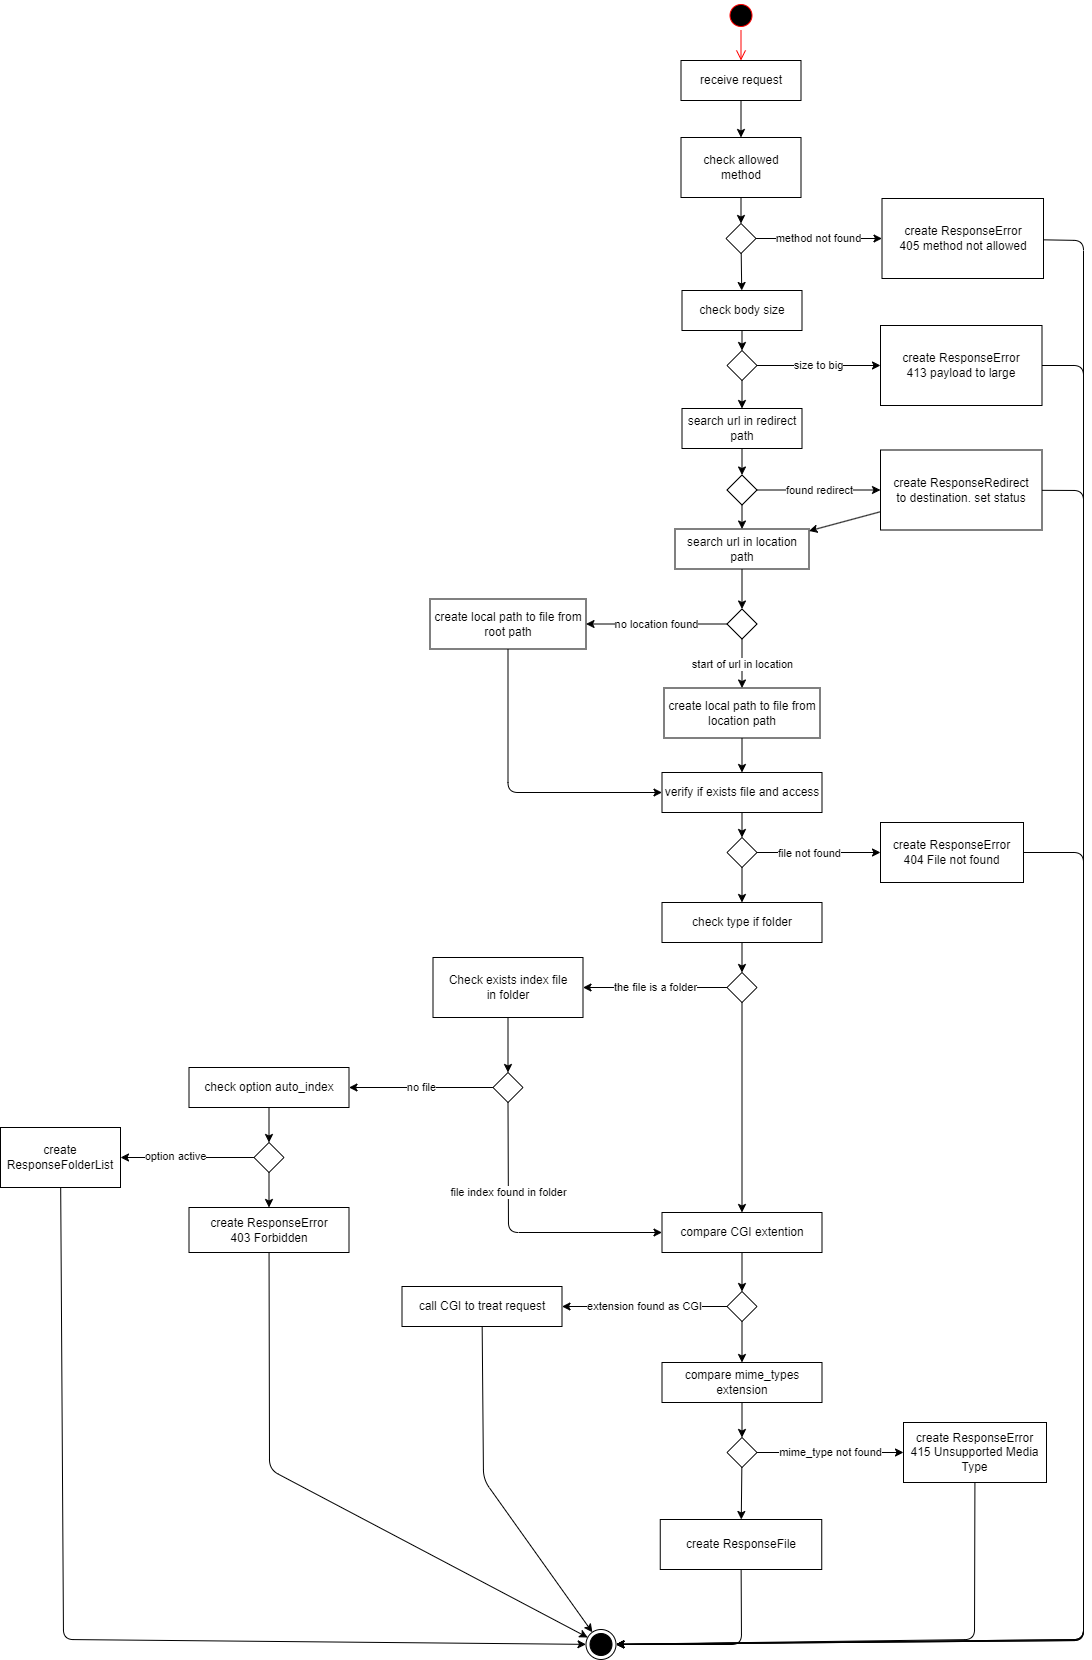 receive request
check allowed
method
method not found
create ResponseError
405 method not allowed
check body size
size to big
create ResponseError
413 payload to large
search url in redirect
path
found redirect
create ResponseRedirect
to destination. set status
search url in location
path
no location found
create local path to file from
root path
start of url in location
create local path to file from
location path
verify if exists file and access
file not found
create ResponseError
404 File not found
check type if folder
the file is a folder
Check exists index file
in folder
no file
check option auto_index
option active
create
ResponseFolderList
create ResponseError
403 Forbidden
file index found in folder
compare CGI extention
extension found as CGI
call CGI to treat request
compare mime_types
extension
mime_type not found
create ResponseError
415 Unsupported Media
Type
create ResponseFile